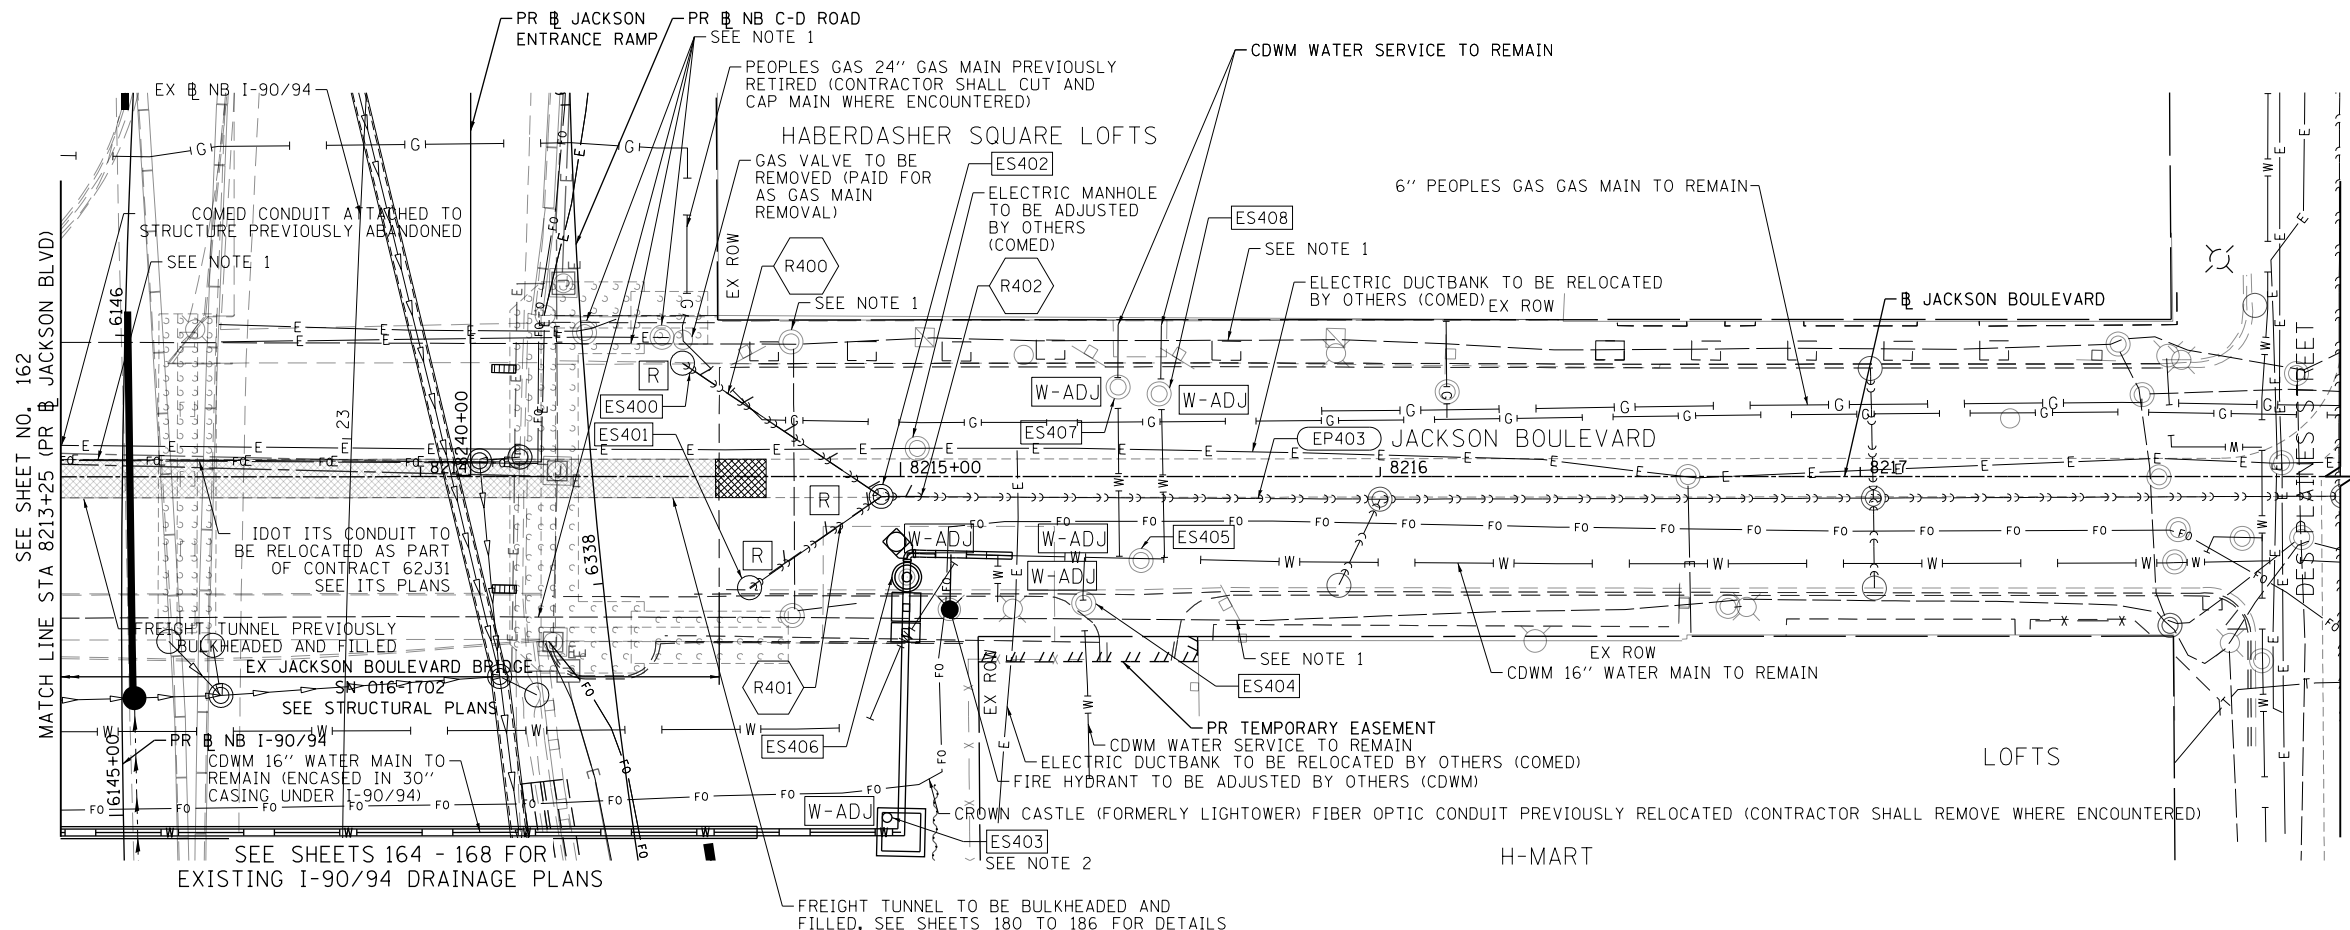 PR ℄ JACKSON
ENTRANCE RAMP
PR ℄ NB C-D ROAD
SEE NOTE 1
PEOPLES GAS 24'' GAS MAIN PREVIOUSLY
RETIRED (CONTRACTOR SHALL CUT AND
CAP MAIN WHERE ENCOUNTERED)
CDWM WATER SERVICE TO REMAIN
EX ℄ NB I-90/94
HABERDASHER SQUARE LOFTS
GAS VALVE TO BE
REMOVED (PAID FOR
AS GAS MAIN
REMOVAL)
ES402
ELECTRIC MANHOLE
TO BE ADJUSTED
BY OTHERS
(COMED)
6'' PEOPLES GAS GAS MAIN TO REMAIN
COMED CONDUIT ATTACHED TO
STRUCTURE PREVIOUSLY ABANDONED
SEE NOTE 1
ES408
SEE NOTE 1
EX ROW
R400
R402
SEE NOTE 1
ELECTRIC DUCTBANK TO BE RELOCATED
BY OTHERS (COMED)
EX ROW
℄ JACKSON BOULEVARD
6146
SEE SHEET NO. 162
MATCH LINE STA 8213+25 (PR ℄ JACKSON BLVD)
R
ES400
ES401
W-ADJ
W-ADJ
ES407
EP403
JACKSON BOULEVARD
DESPLAINES STREET
23
8240+00
8214
8215+00
8216
8217
R
R
W-ADJ
W-ADJ
W-ADJ
ES405
IDOT ITS CONDUIT TO
BE RELOCATED AS PART
OF CONTRACT 62J31
SEE ITS PLANS
6338
FREIGHT TUNNEL PREVIOUSLY
BULKHEADED AND FILLED
EX JACKSON BOULEVARD BRIDGE
SN 016-1702
SEE STRUCTURAL PLANS
R401
EX ROW
SEE NOTE 1
ES404
EX ROW
CDWM 16'' WATER MAIN TO REMAIN
PR TEMPORARY EASEMENT
CDWM WATER SERVICE TO REMAIN
ELECTRIC DUCTBANK TO BE RELOCATED BY OTHERS (COMED)
FIRE HYDRANT TO BE ADJUSTED BY OTHERS (CDWM)
ES406
LOFTS
PR ℄ NB I-90/94
6145+00
CDWM 16'' WATER MAIN TO
REMAIN (ENCASED IN 30''
CASING UNDER I-90/94)
W-ADJ
CROWN CASTLE (FORMERLY LIGHTOWER) FIBER OPTIC CONDUIT PREVIOUSLY RELOCATED (CONTRACTOR SHALL REMOVE WHERE ENCOUNTERED)
ES403
SEE NOTE 2
H-MART
SEE SHEETS 164 - 168 FOR
EXISTING I-90/94 DRAINAGE PLANS
FREIGHT TUNNEL TO BE BULKHEADED AND
FILLED. SEE SHEETS 180 TO 186 FOR DETAILS